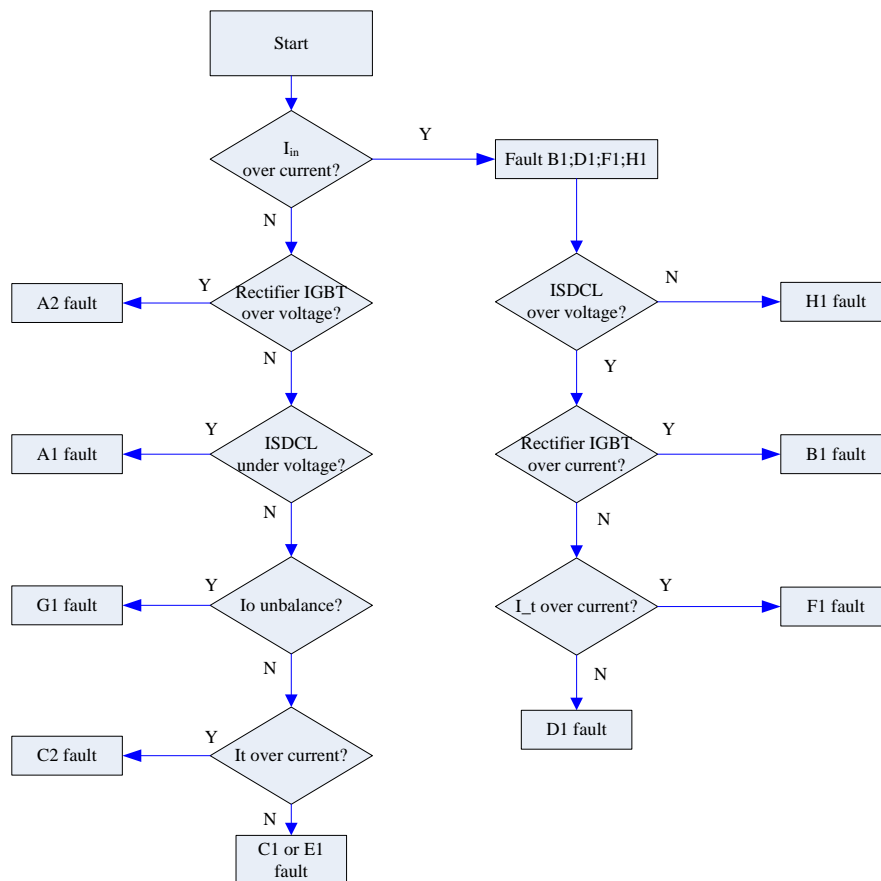 Start
Y
I_in
over current?
Fault B1;D1;F1;H1
N
Y
Rectifier IGBT
over voltage?
A2 fault
N
ISDCL
over voltage?
H1 fault
N
Y
Y
ISDCL
under voltage?
A1 fault
Rectifier IGBT
over current?
Y
B1 fault
N
N
Y
Io unbalance?
G1 fault
I_t over current?
Y
F1 fault
N
N
D1 fault
Y
It over current?
C2 fault
N
C1 or E1
fault